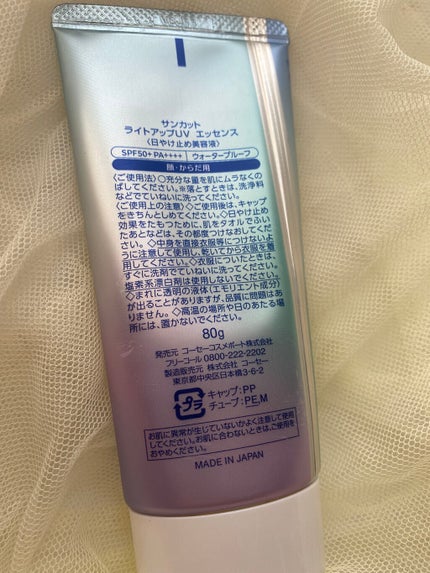 サンカット
ライトアップUV エッセンス
〈日やけ止め美容液〉
SPF50+ PA++++ ウォータープルーフ
顔・からだ用
〈ご使用法〉○充分な量を肌にムラなくの
ばしてください。※落とすときは、洗浄料
などでていねいに洗ってください。
〈ご使用上の注意〉◇ご使用後は、キャップ
をきちんとしめてください。◇日やけ止め
効果をたもつために、肌をタオルでふい
たあとなどは、その都度つけなおしてくだ
さい。◇中身を直接衣服等につけないよ
うに注意して使用し、乾いてから衣服を着
用してください。◇衣服についたときは、
すぐに洗剤でていねいに洗ってください。
塩素系漂白剤は使用しないでください。
◇まれに透明の液体(エモリエント成分)
が出ることがありますが、品質に問題はあ
りません。◇高温の場所や日のあたる場
所には、置かないでください。
80g
発売元 コーセーコスメポート株式会社
フリーコール 0800-222-2202
製造販売元 株式会社 コーセー
東京都中央区日本橋3-6-2
プラ キャップ:PP
チューブ:PE,M
お肌に異常が生じていないかよく注意して使用
してください。お肌に合わないときは、ご使用を
おやめください。
MADE IN JAPAN